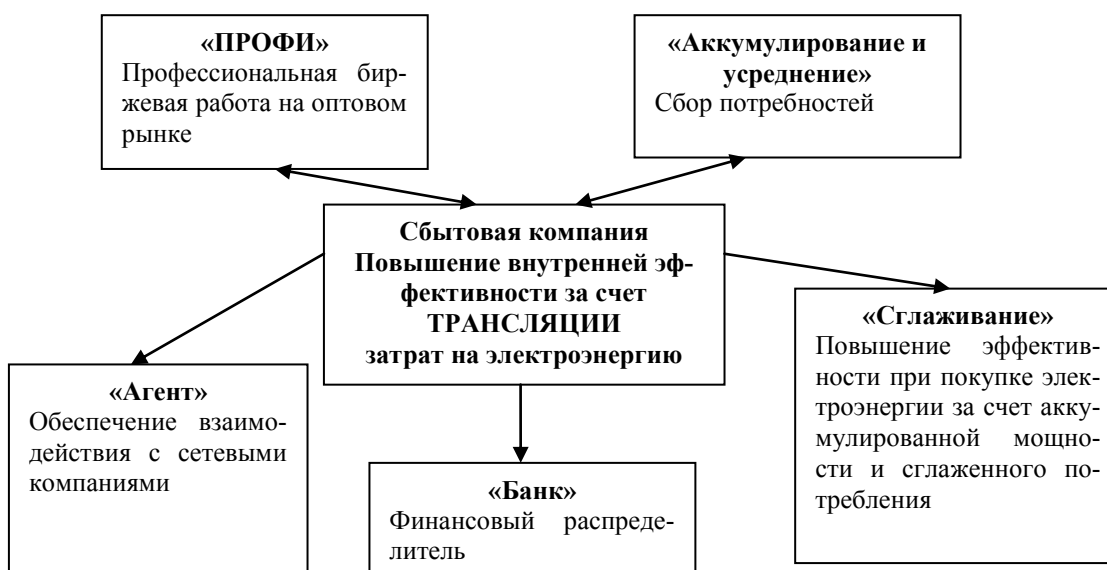 «ПРОФИ»
Профессиональная бир-
жевая работа на оптовом
рынке
«Аккумулирование и
усреднение»
Сбор потребностей
Сбытовая компания
Повышение внутренней эф-
фективности за счет
ТРАНСЛЯЦИИ
затрат на электроэнергию
«Агент»
Обеспечение взаимо-
действия с сетевыми
компаниями
«Банк»
Финансовый распреде-
литель
«Сглаживание»
Повышение эффектив-
ности при покупке элек-
троэнергии за счет акку-
мулированной мощно-
сти и сглаженного по-
требления